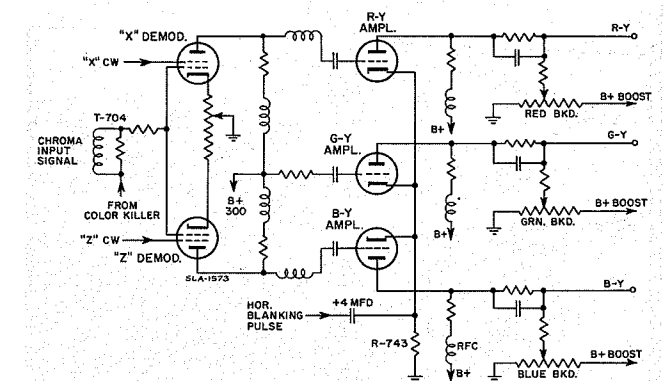 "X" DEMOD.
R-Y
AMPL.
R-Y
"X" CW
B+ BOOST
RED BKD.
T-704
B+
CHROMA
INPUT
SIGNAL
G-Y
AMPL.
G-Y
FROM
COLOR KILLER
B+
300
B-Y
AMPL.
B+ BOOST
GRN. BKD.
B+
"Z" CW
"Z" DEMOD.
SLA-1573
B-Y
HOR.
BLANKING
PULSE
+4 MFD
R-743
RFC
B+ BOOST
BLUE BKD.
B+